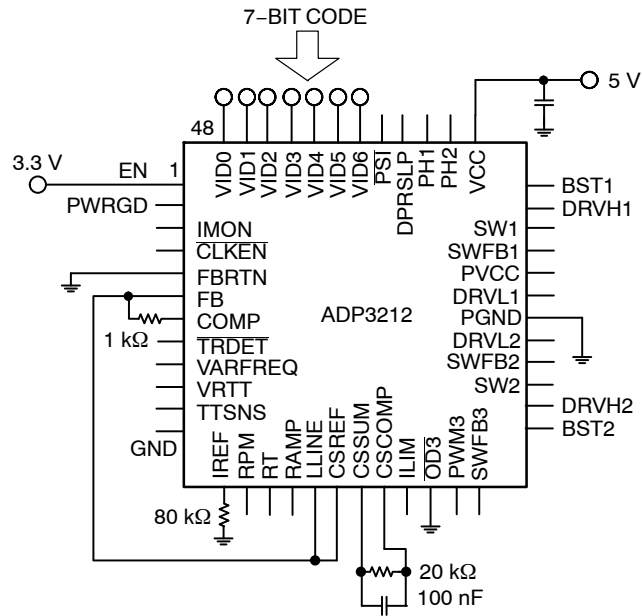 7–BIT CODE
5 V
48
VID0
VID1
VID2
VID3
VID4
VID5
VID6
PSI
DPRSLP
PH1
PH2
VCC
3.3 V
EN
1
PWRGD
IMON
CLKEN
FBRTN
FB
COMP
1 kΩ
TRDET
VARFREQ
VRTT
TTSNS
GND
ADP3212
BST1
DRVH1
SW1
SWFB1
PVCC
DRVL1
PGND
DRVL2
SWFB2
SW2
DRVH2
BST2
IREF
RPM
RT
RAMP
LLINE
CSREF
CSSUM
CSCOMP
ILIM
OD3
PWM3
SWFB3
80 kΩ
20 kΩ
100 nF